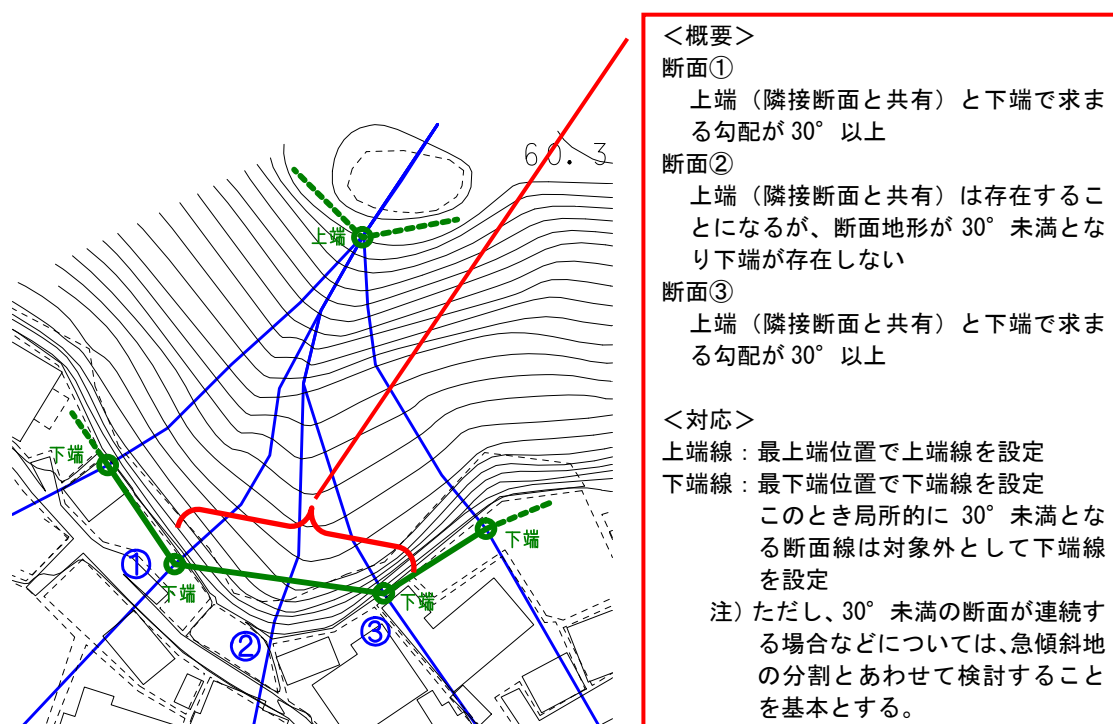 60.3
上端
下端
①
下端
②
③
下端
下端
＜概要＞
断面①
上端（隣接断面と共有）と下端で求ま
る勾配が 30° 以上
断面②
上端（隣接断面と共有）は存在するこ
とになるが、断面地形が 30° 未満とな
り下端が存在しない
断面③
上端（隣接断面と共有）と下端で求ま
る勾配が 30° 以上
＜対応＞
上端線：最上端位置で上端線を設定
下端線：最下端位置で下端線を設定
このとき局所的に 30° 未満とな
る断面線は対象外として下端線
を設定
注）ただし、30° 未満の断面が連続す
る場合などについては、急傾斜地
の分割とあわせて検討すること
を基本とする。